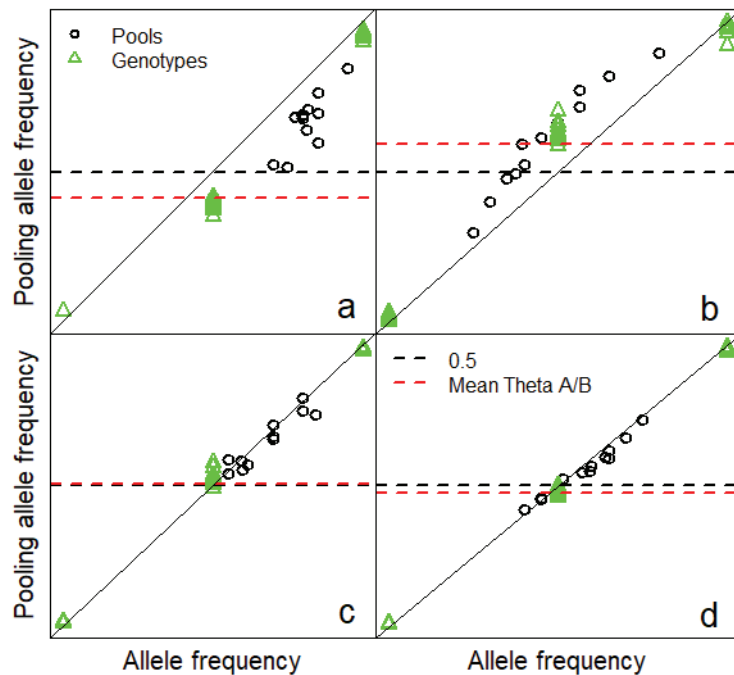 Pooling allele frequency
Pools
Genotypes
a
b
Pooling allele frequency
0.5
Mean Theta A/B
c
d
Allele frequency
Allele frequency